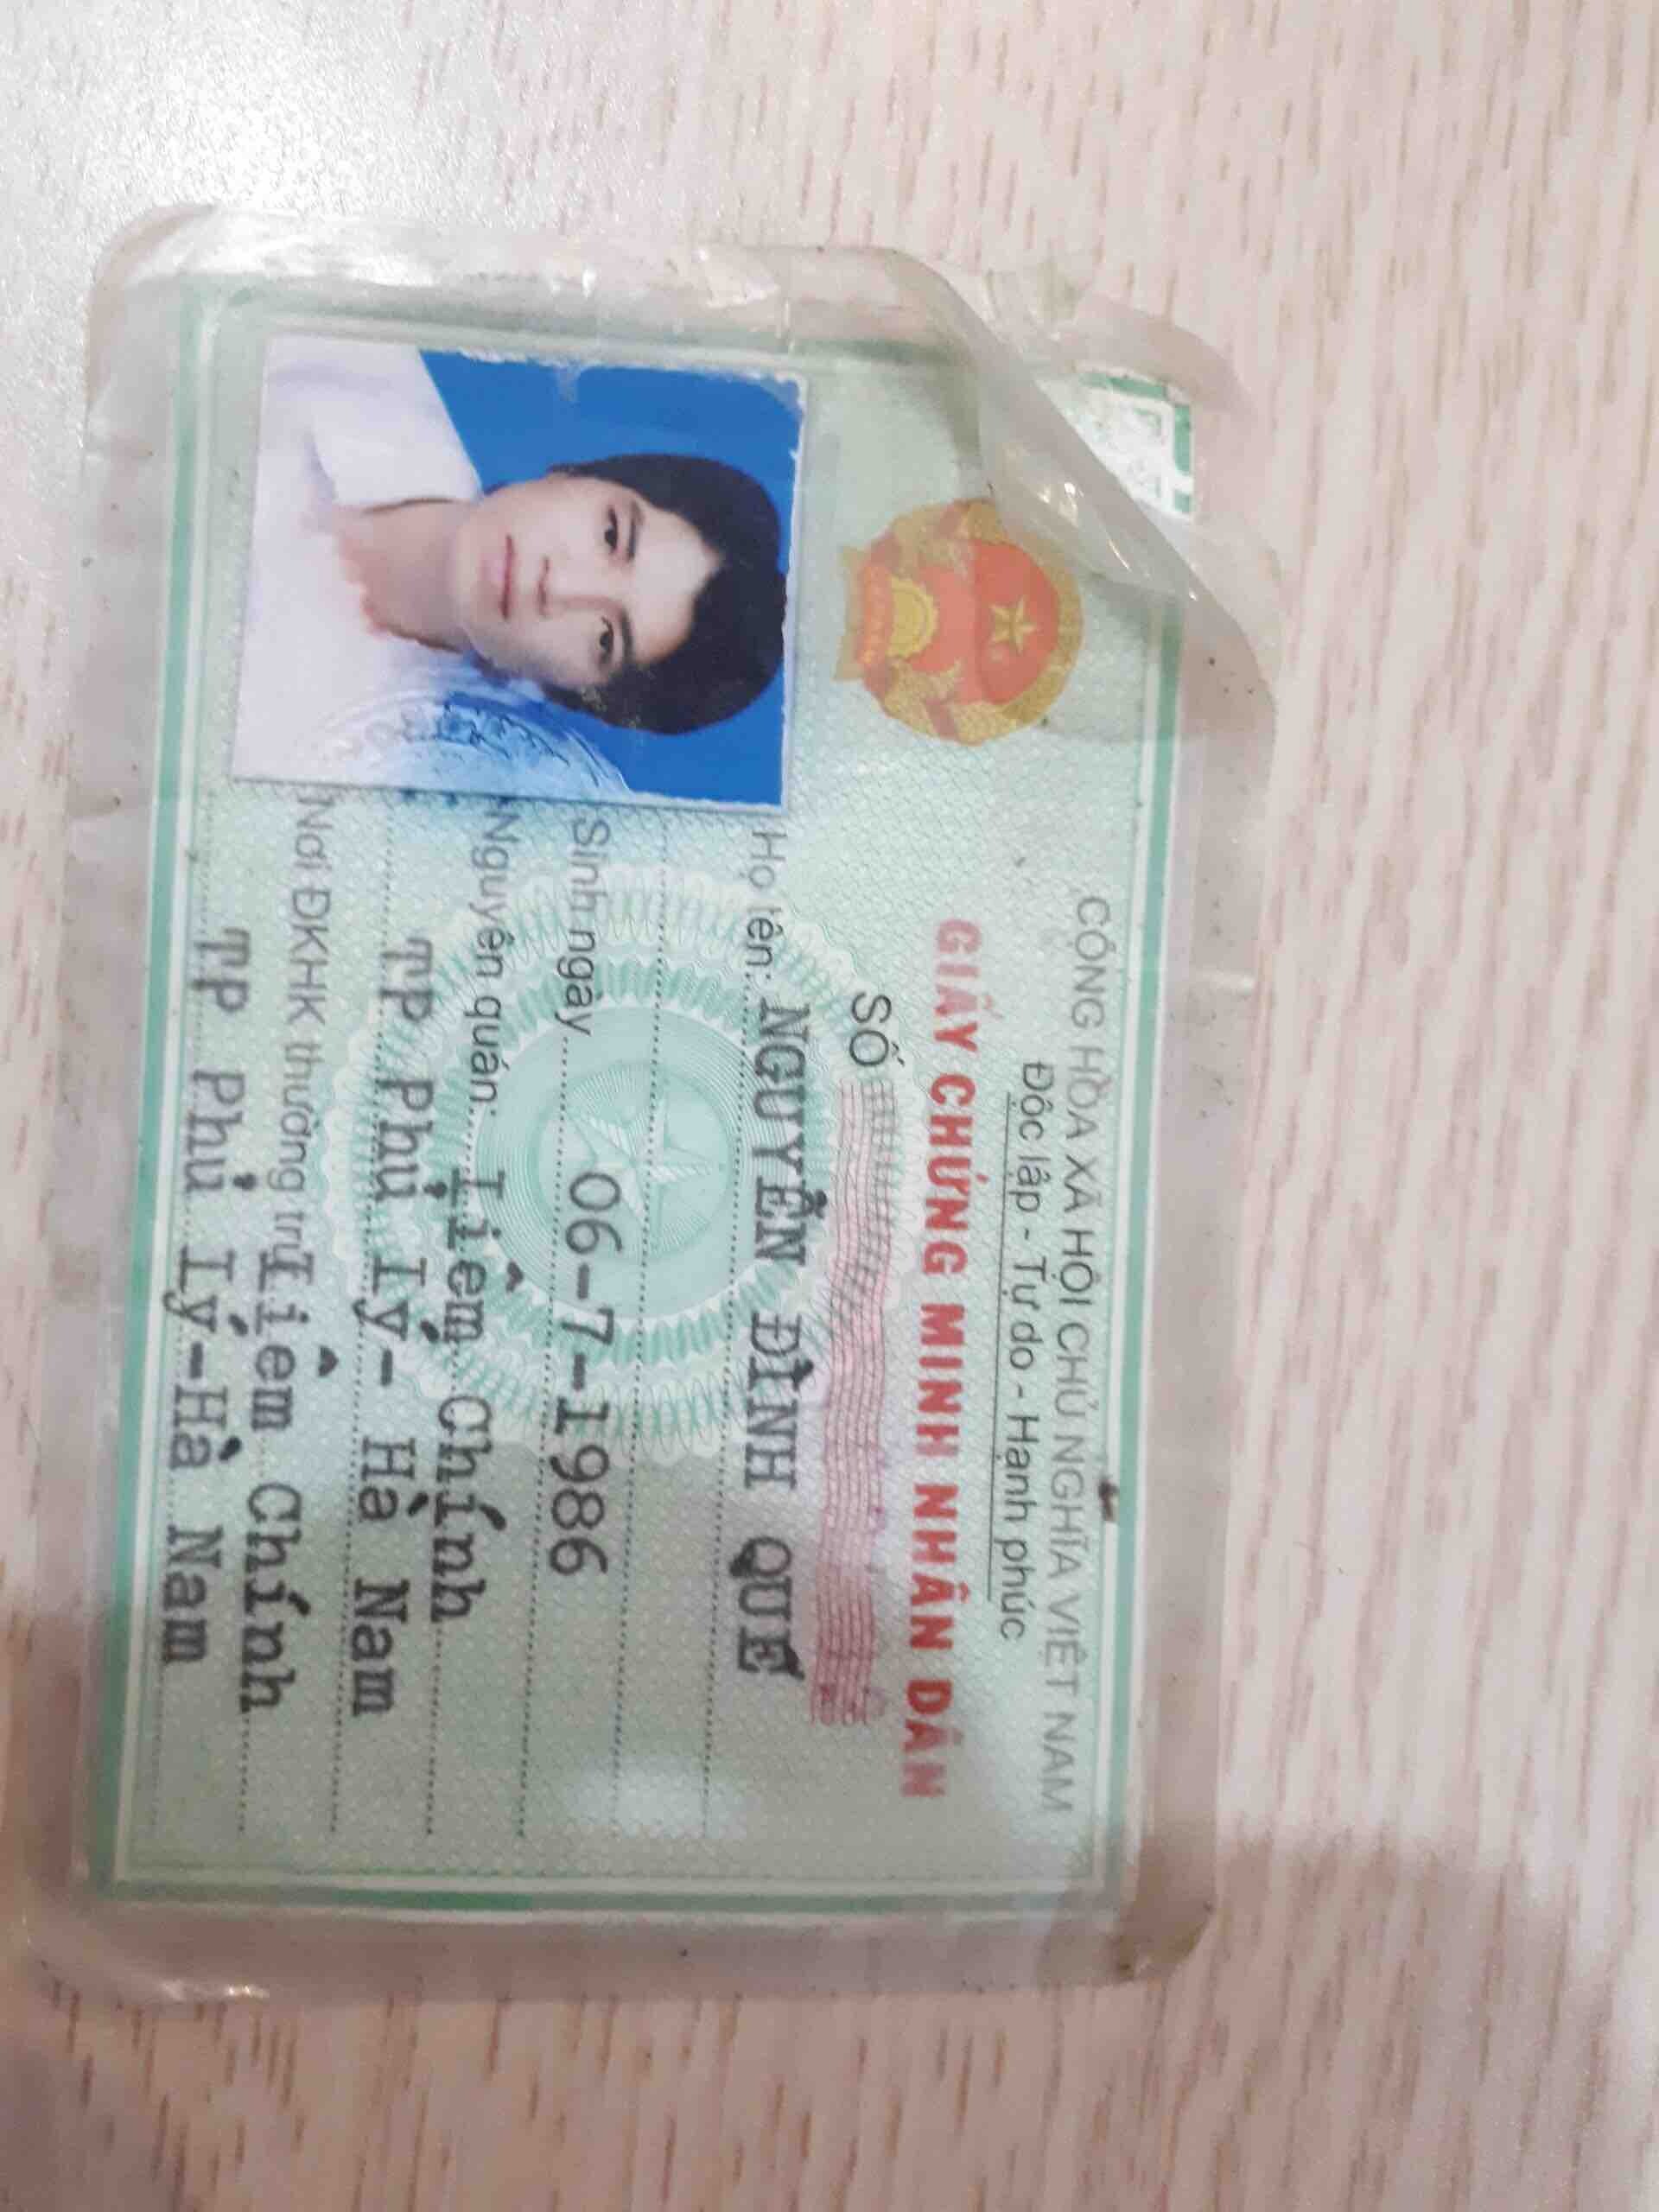 CỘNG HÒA XÃ HỘI CHỦ NGHĨA VIỆT NAM
Độc lập - Tự do - Hạnh phúc
GIẤY CHỨNG MINH NHÂN DÂN
SỐ
Họ tên: NGUYỄN ĐÌNH QUẾ
Sinh ngày 06-7-1986
Nguyên quán: Liêm Chính
TP Phủ Lý- Hà Nam
Nơi ĐKHK thường trú Liêm Chính
TP Phủ Lý-Hà Nam